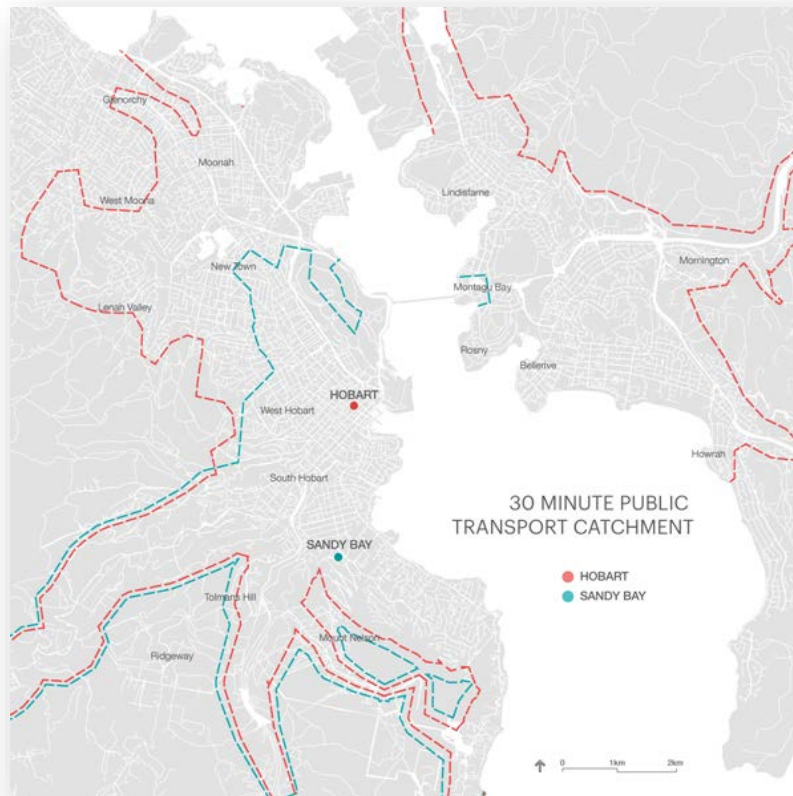 Glenorchy
Moonah
Lindisfarne
West Moona
New Town
Mornington
Montagu Bay
Lenah Valley
Rosny
Bellerive
HOBART
West Hobart
Howrah
South Hobart
30 MINUTE PUBLIC
TRANSPORT CATCHMENT
SANDY BAY
HOBART
SANDY BAY
Tolmans Hill
Mount Nelson
Ridgeway
0 1km 2km